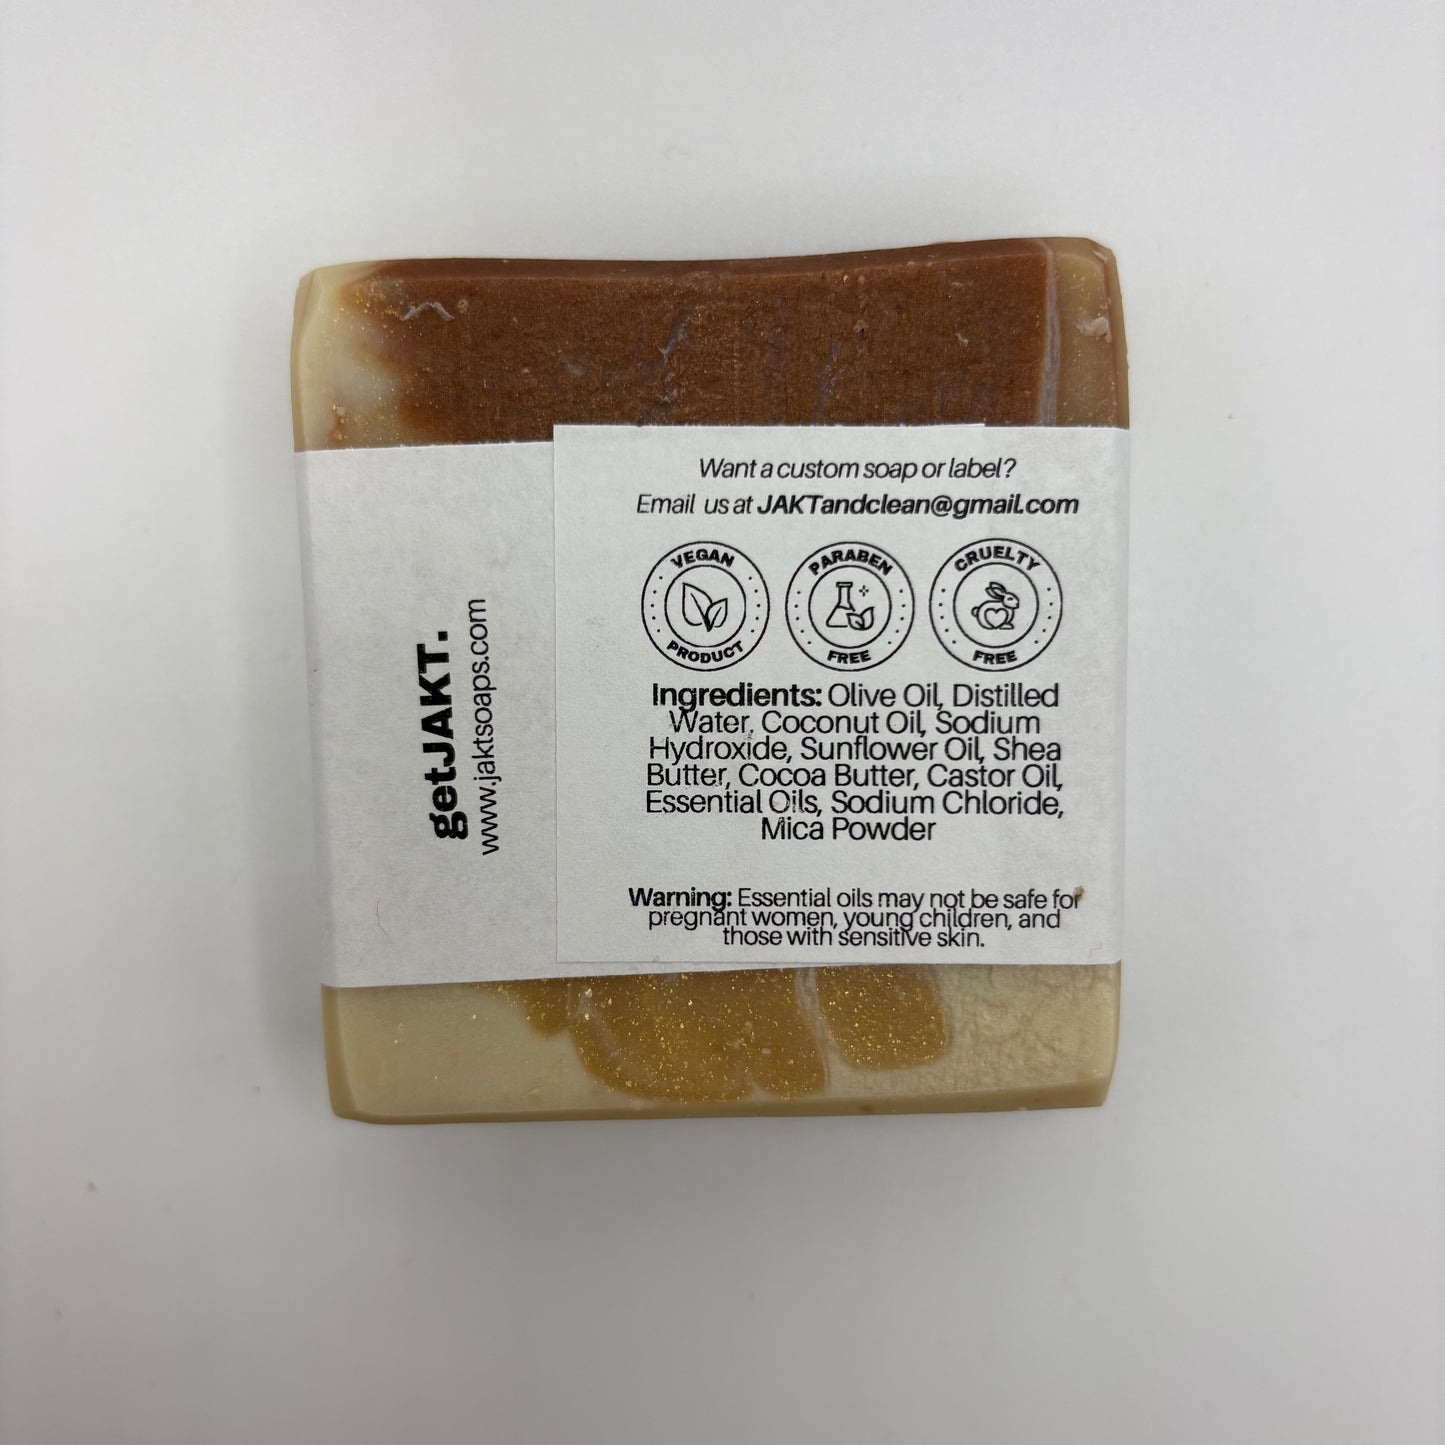 Want a custom soap or label?
Email us at JAKTandclean@gmail.com
VEGAN
PRODUCT
PARABEN
FREE
CRUELTY
FREE
Ingredients: Olive Oil, Distilled
Water, Coconut Oil, Sodium
Hydroxide, Sunflower Oil, Shea
Butter, Cocoa Butter, Castor Oil,
Essential Oils, Sodium Chloride,
Mica Powder
Warning: Essential oils may not be safe for
pregnant women, young children, and
those with sensitive skin.
getJAKT.
www.jaktsoaps.com